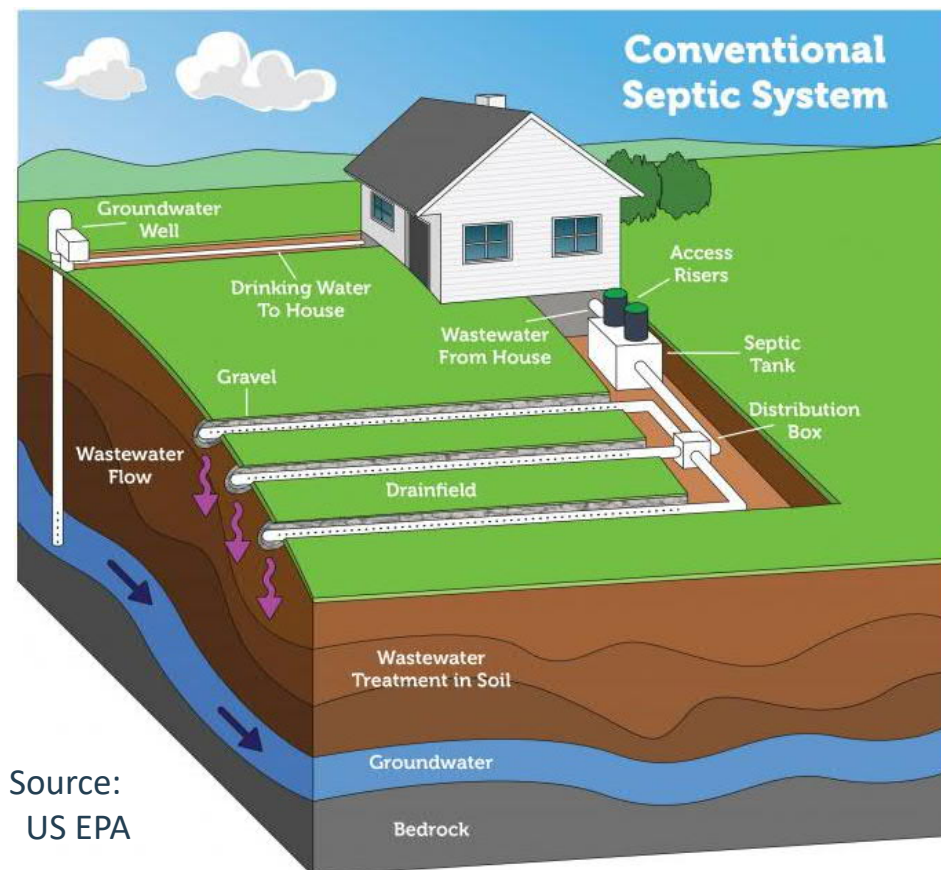 Conventional
Septic System
Groundwater
Well
Drinking Water
To House
Access
Risers
Wastewater
From House
Septic
Tank
Gravel
Distribution
Box
Wastewater
Flow
Drainfield
Wastewater
Treatment in Soil
Groundwater
Bedrock
Source:
US EPA